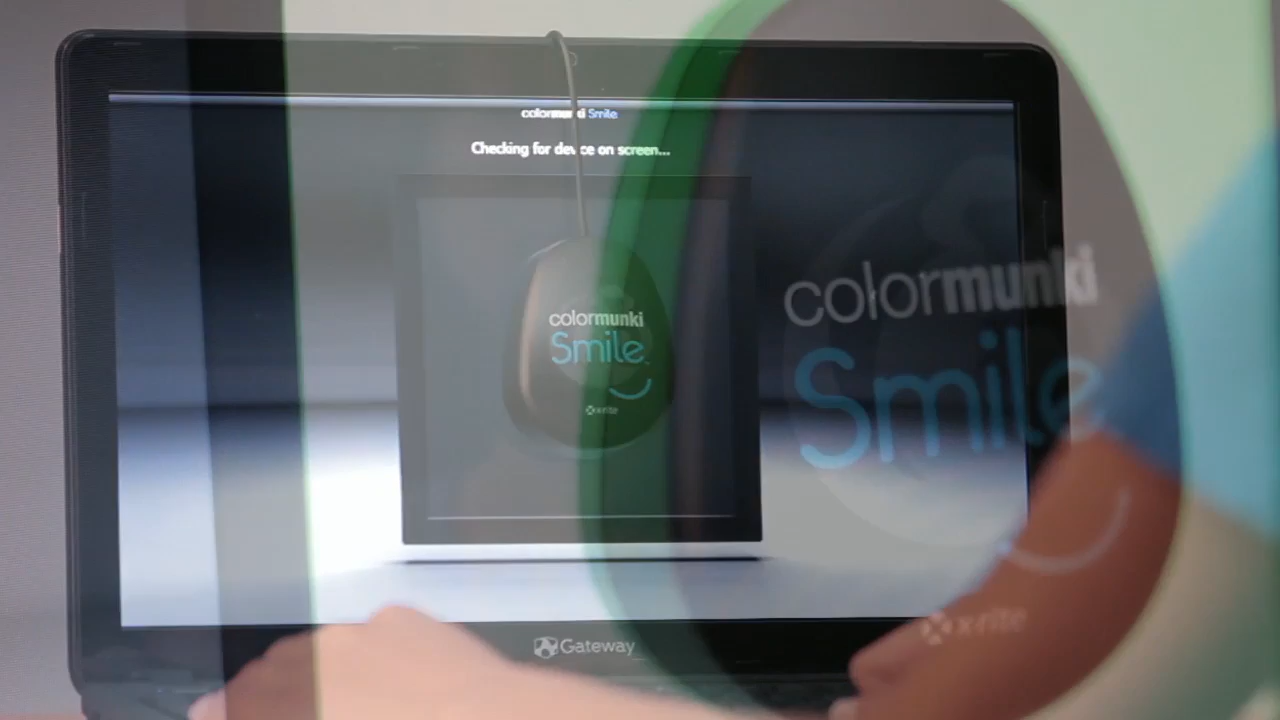 colormunki Smile
Checking for device on screen...
colormunki
Smile
x·rite
colormunki
Smile
x·rite
Gateway